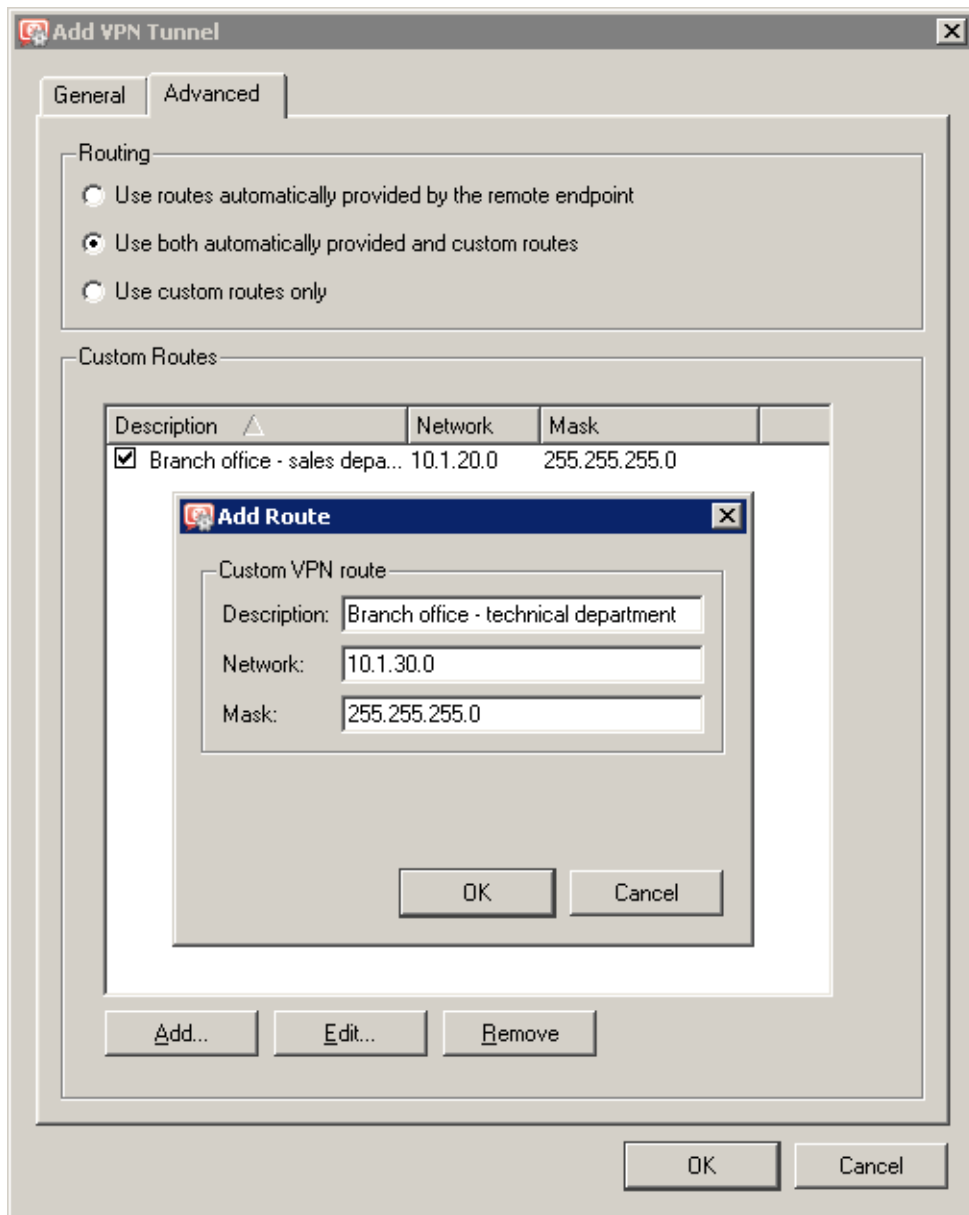 Add VPN Tunnel
General Advanced
Routing
Use routes automatically provided by the remote endpoint
Use both automatically provided and custom routes
Use custom routes only
Custom Routes
Description Network Mask
Branch office - sales depa... 10.1.20.0 255.255.255.0
Add Route
Custom VPN route
Description: Branch office - technical department
Network: 10.1.30.0
Mask: 255.255.255.0
OK Cancel
Add... Edit... Remove
OK Cancel